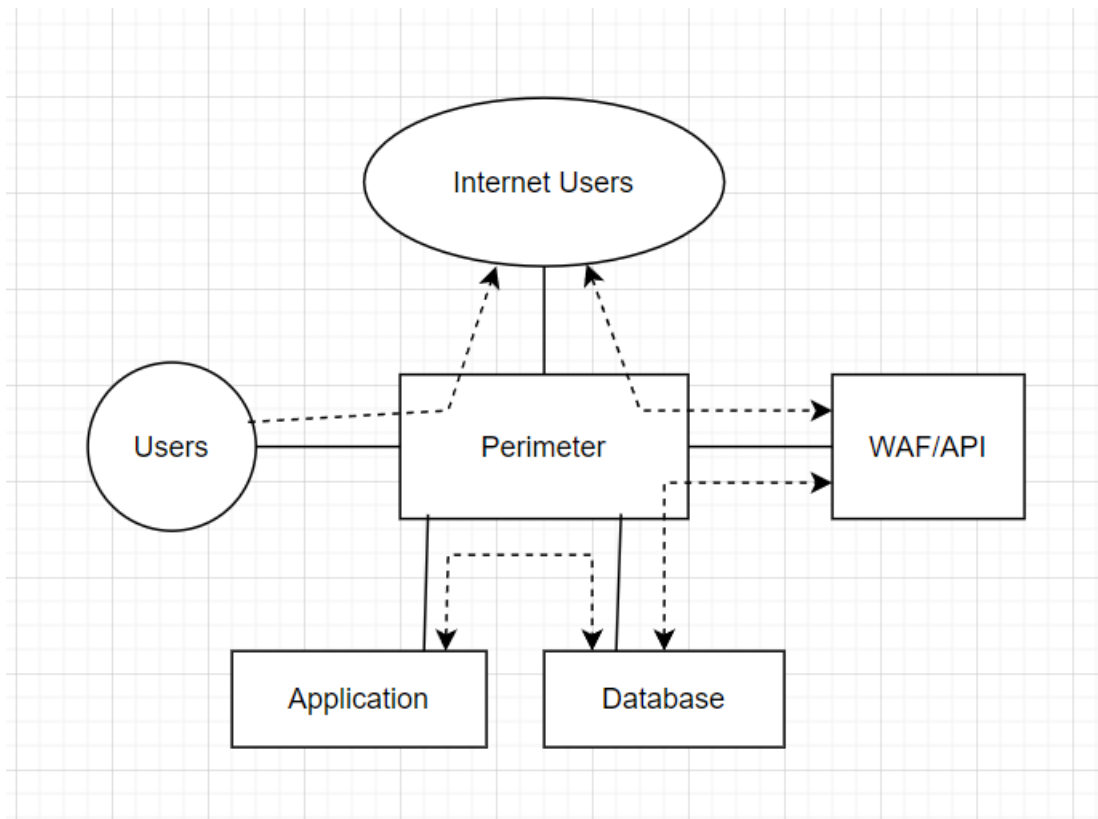 Internet Users
Users
Perimeter
WAF/API
Application
Database